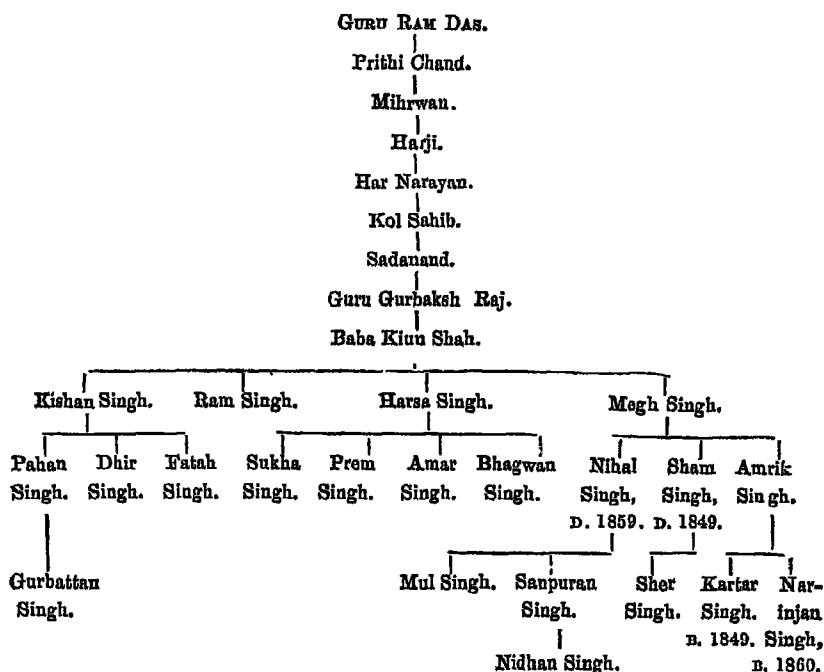 GURU RAM DAS.
Prithi Chand.
Mihrwan.
Harji.
Har Narayan.
Kol Sahib.
Sadanand.
Guru Gurbaksh Raj.
Baba Kiun Shah.
Kishan Singh. Ram Singh. Harsa Singh. Megh Singh.
Pahan Dhir Fatah Sukha Prem Amar Bhagwan Nihal Sham Amrik
Singh. Singh. Singh. Singh. Singh. Singh. Singh. Singh, Singh, Singh.
D. 1859. D. 1849.
Gurbattan Mul Singh. Sanpuran Sher Kartar Nar-
Singh. Singh. Singh. Singh. injan
B. 1849. Singh,
Nidhan Singh. B. 1860.